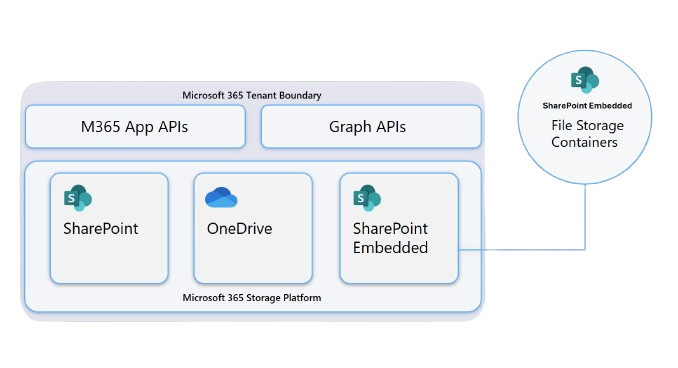 Microsoft 365 Tenant Boundary
M365 App APIs
Graph APIs
S
SharePoint
OneDrive
S
SharePoint
Embedded
Microsoft 365 Storage Platform
S
SharePoint Embedded
File Storage
Containers